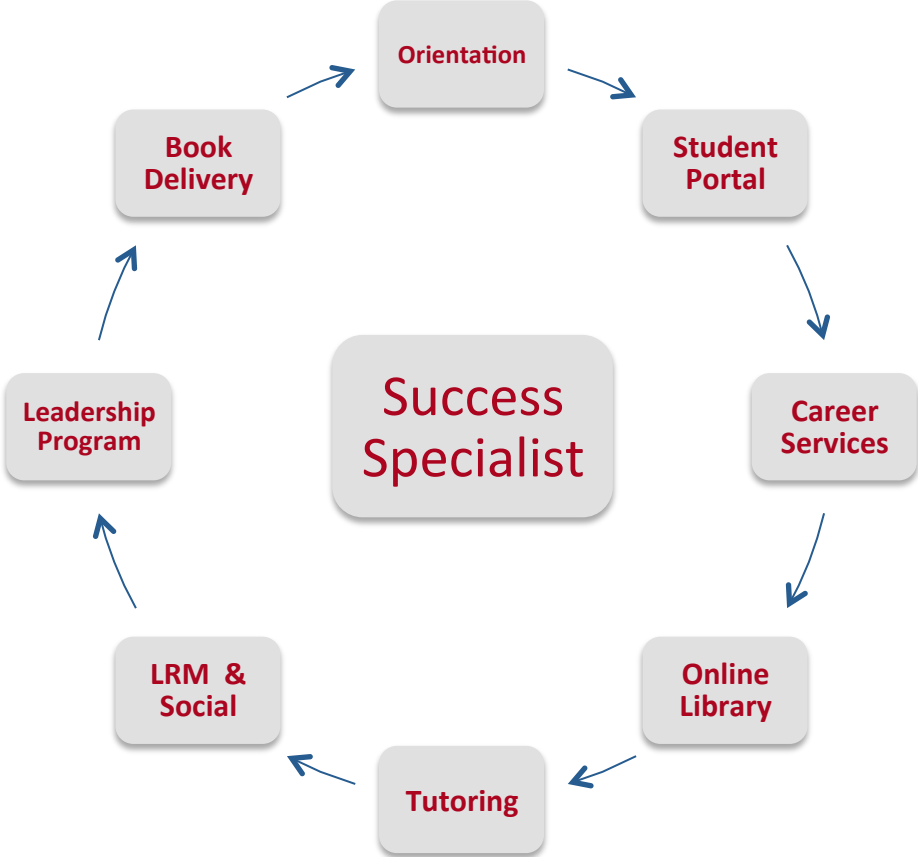 Orientation
Student
Portal
Career
Services
Online
Library
Tutoring
LRM & 
Social
Leadership
Program
Book
Delivery
Success
Specialist